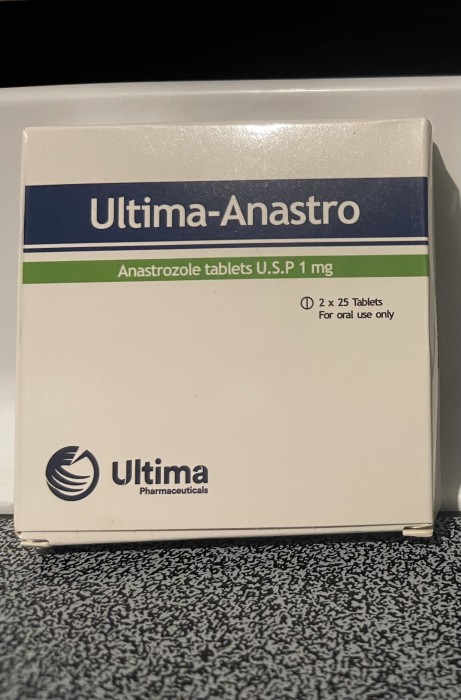 Ultima-Anastro
Anastrozole tablets U.S.P 1 mg
2 x 25 Tablets
For oral use only
Ultima
Pharmaceuticals